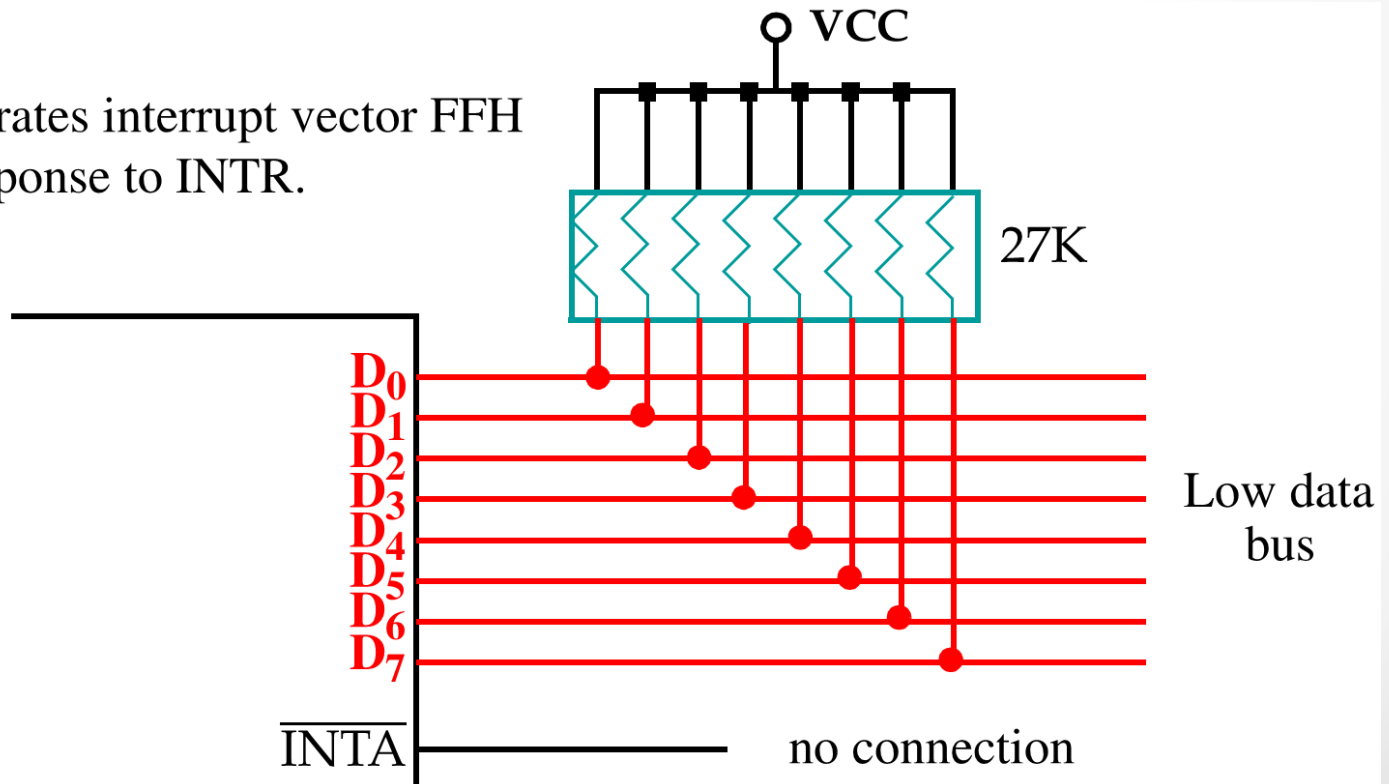 VCC
rates interrupt vector FFH
ponse to INTR.
27K
D0
D1
D2
D3
D4
D5
D6
D7
Low data
bus
INTA
no connection